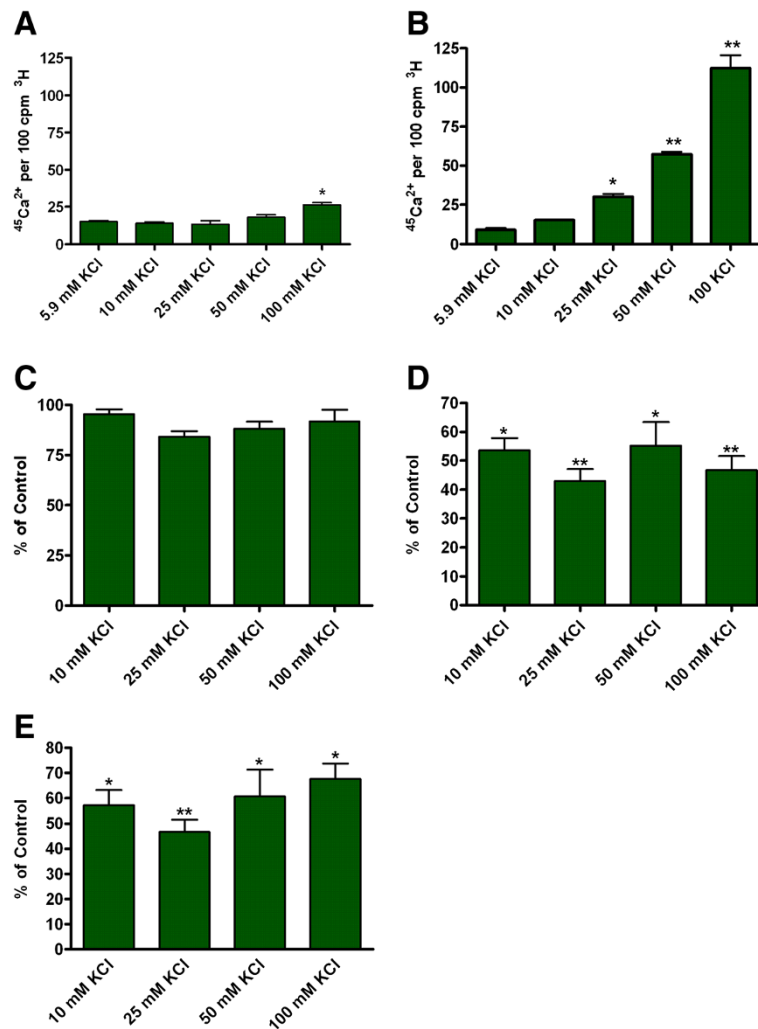 A
⁴⁵Ca²⁺ per 100 cpm ³H
125
100
75
50
25
0
*
5.9 mM KCl
10 mM KCl
25 mM KCl
50 mM KCl
100 mM KCl
B
⁴⁵Ca²⁺ per 100 cpm ³H
125
100
75
50
25
0
*
**
**
5.9 mM KCl
10 mM KCl
25 mM KCl
50 mM KCl
100 KCl
C
% of Control
100
75
50
25
0
10 mM KCl
25 mM KCl
50 mM KCl
100 mM KCl
D
% of Control
70
60
50
40
30
20
10
0
*
**
*
**
10 mM KCl
25 mM KCl
50 mM KCl
100 mM KCl
E
% of Control
80
70
60
50
40
30
20
10
0
*
**
*
*
10 mM KCl
25 mM KCl
50 mM KCl
100 mM KCl